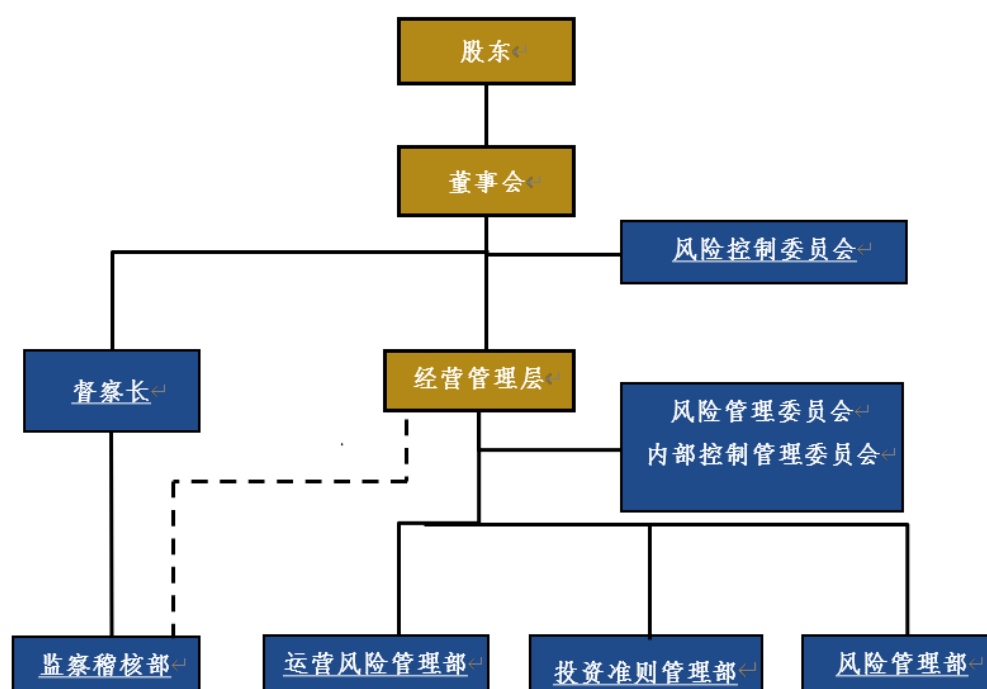 股东
董事会
风险控制委员会
督察长
经营管理层
风险管理委员会
内部控制管理委员会
监察稽核部
运营风险管理部
投资准则管理部
风险管理部